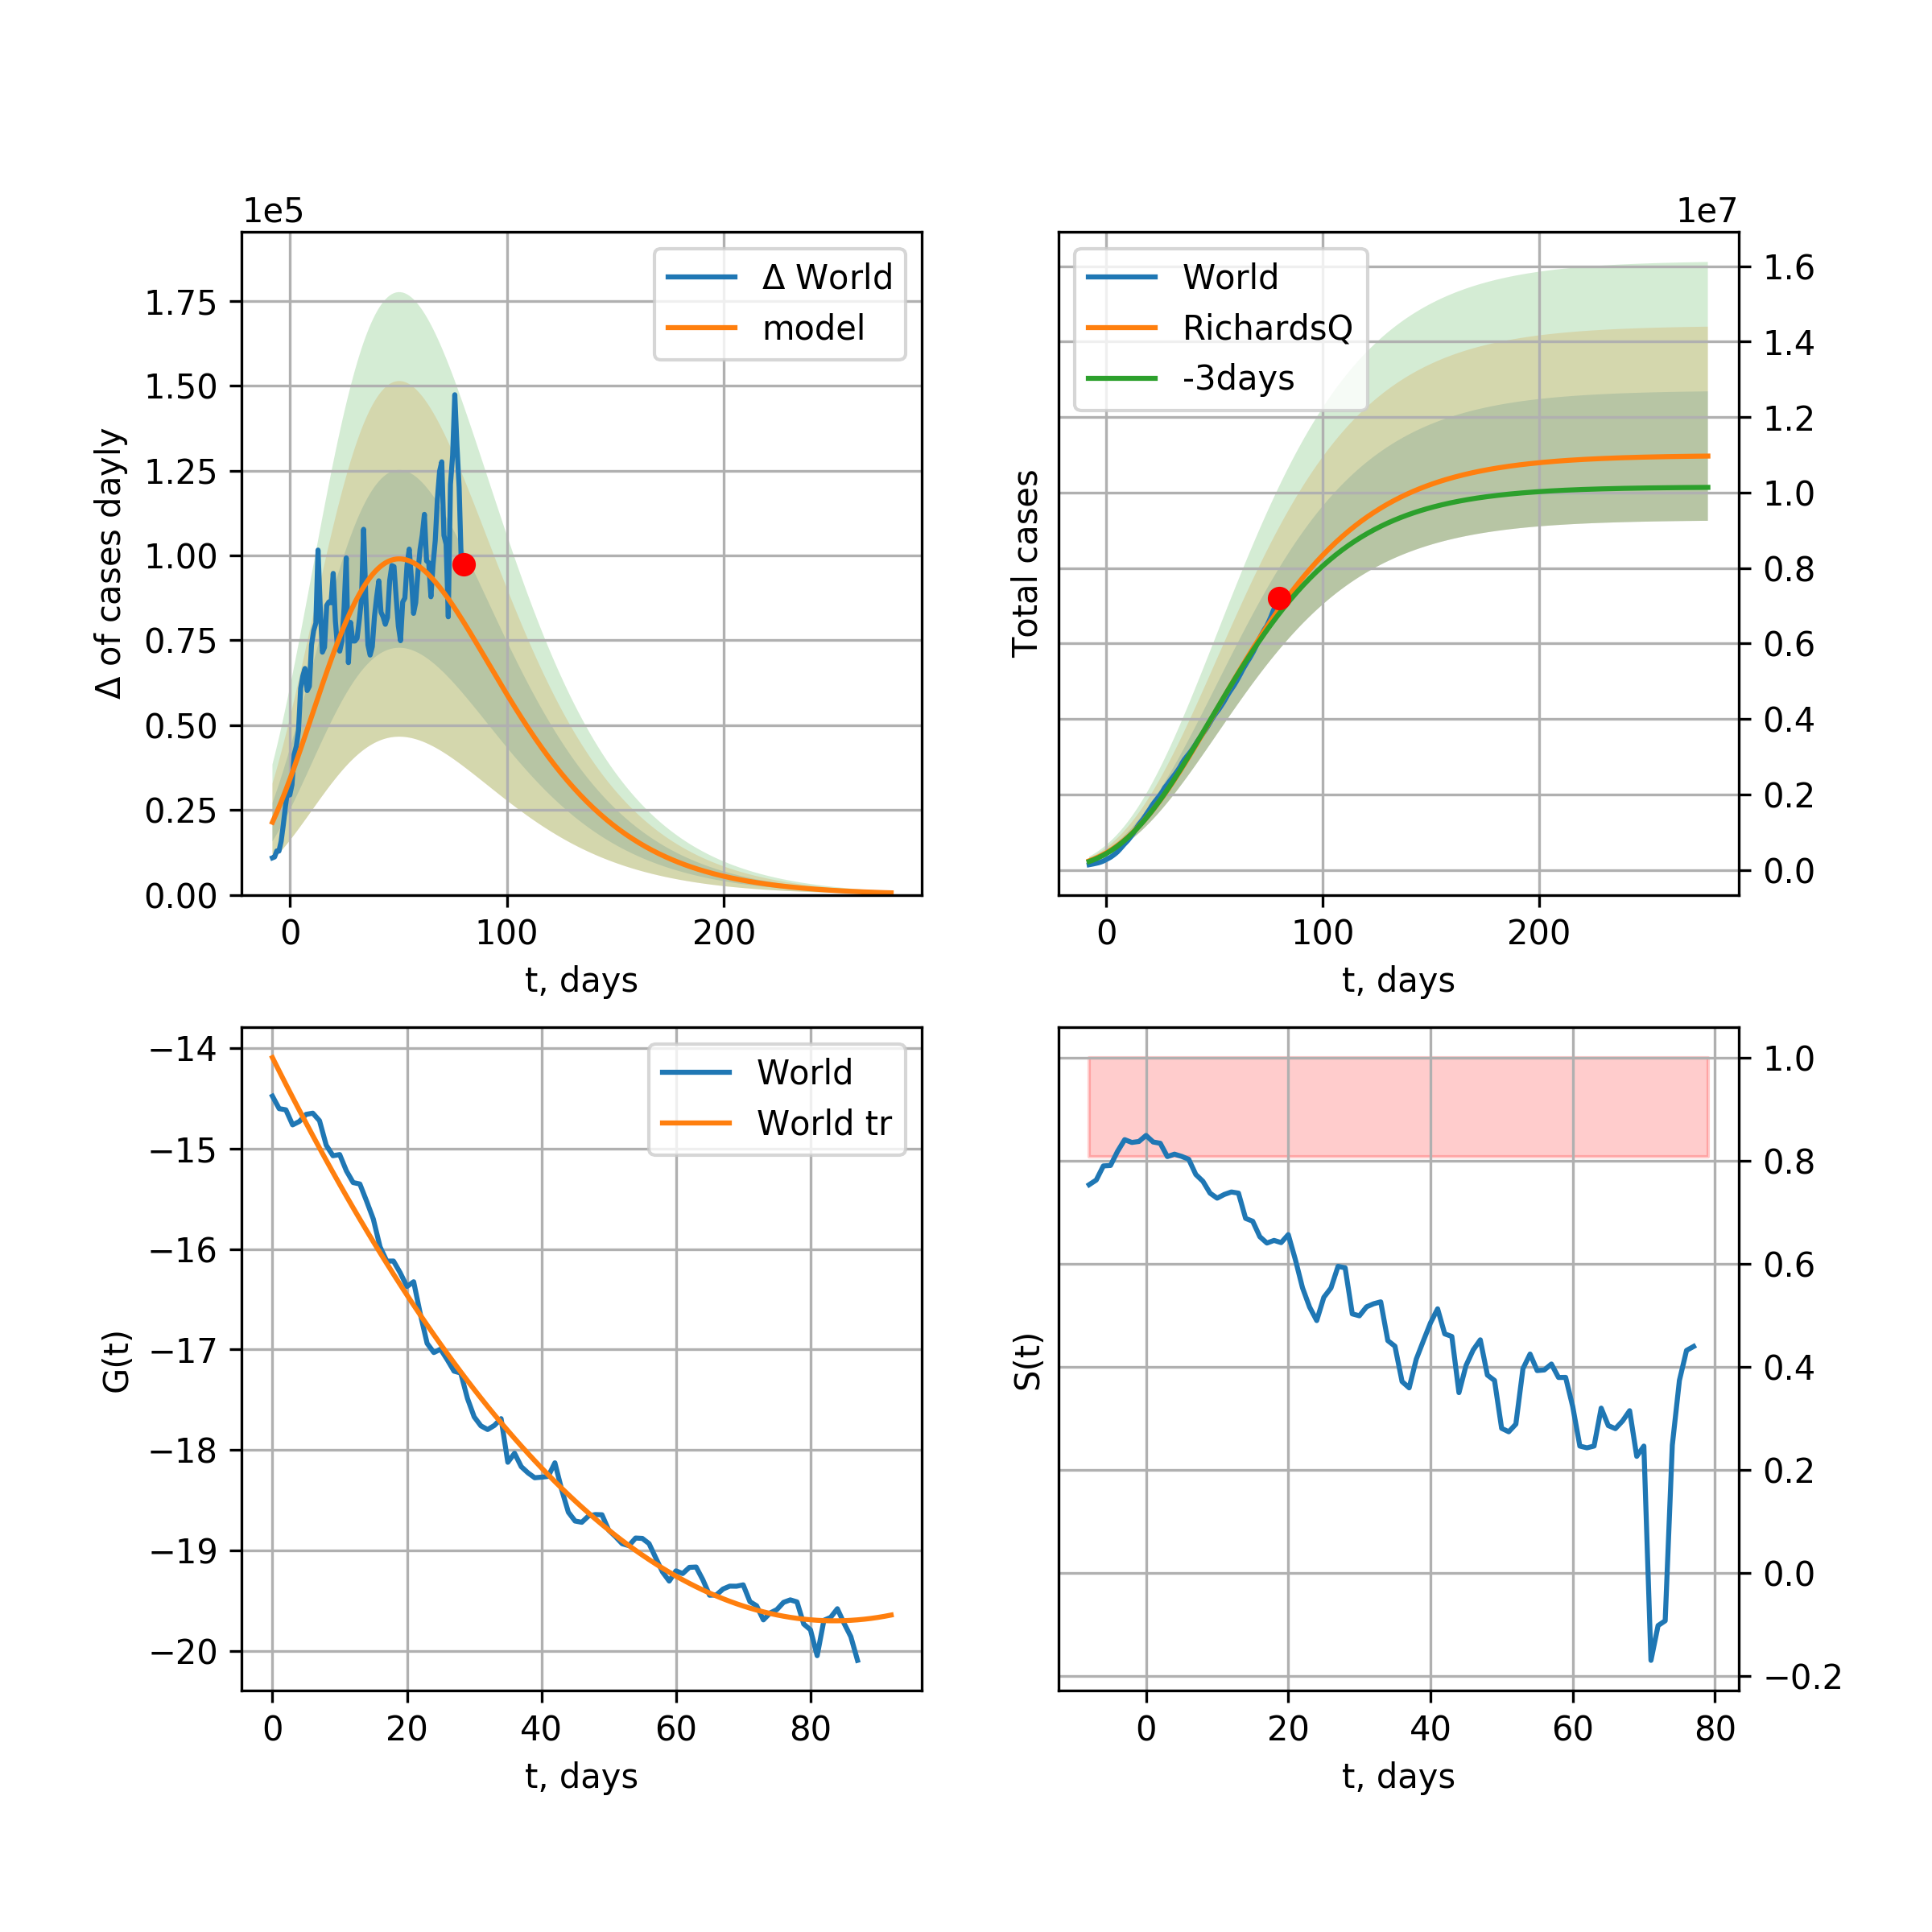 1e5
Δ of cases dayly
1.75
1.50
1.25
1.00
0.75
0.50
0.25
0.00
0 100 200
t, days
Δ World
model
1e7
Total cases
1.6
1.4
1.2
1.0
0.8
0.6
0.4
0.2
0.0
0 100 200
t, days
World
RichardsQ
-3days
G(t)
−14
−15
−16
−17
−18
−19
−20
0 20 40 60 80
t, days
World
World tr
S(t)
1.0
0.8
0.6
0.4
0.2
0.0
−0.2
0 20 40 60 80
t, days